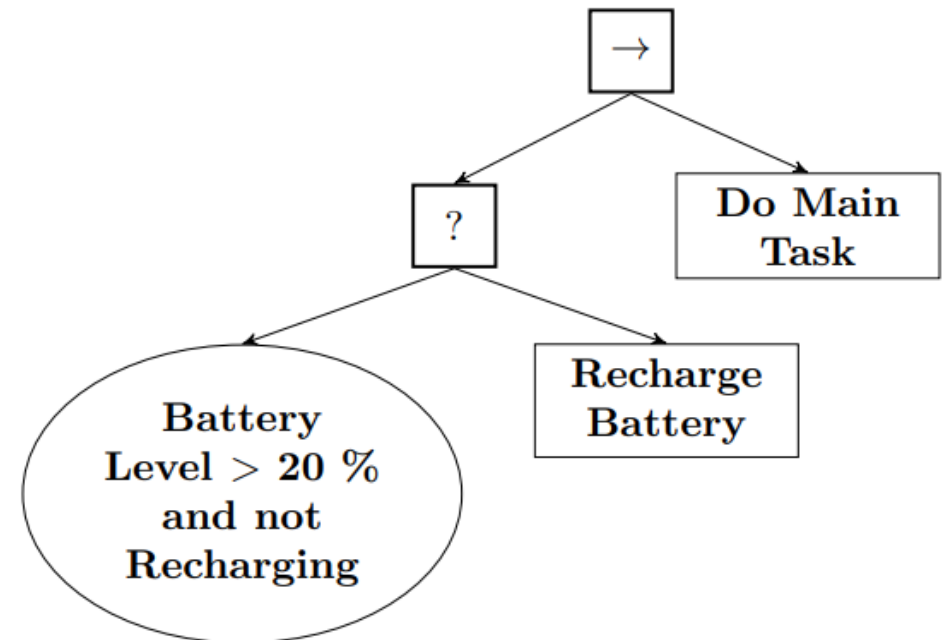 →
?
Do Main
Task
Recharge
Battery
Battery
Level > 20 %
and not
Recharging